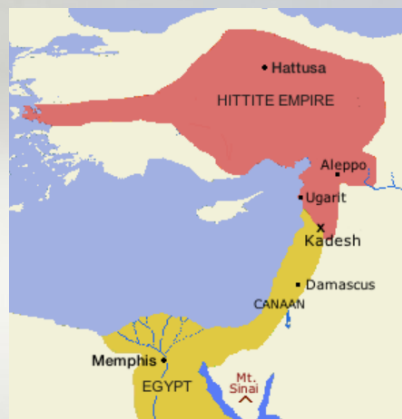 Hattusa
HITTITE EMPIRE
Aleppo
Ugarit
x
Kadesh
Damascus
CANAAN
Memphis
EGYPT
Mt.
Sinai